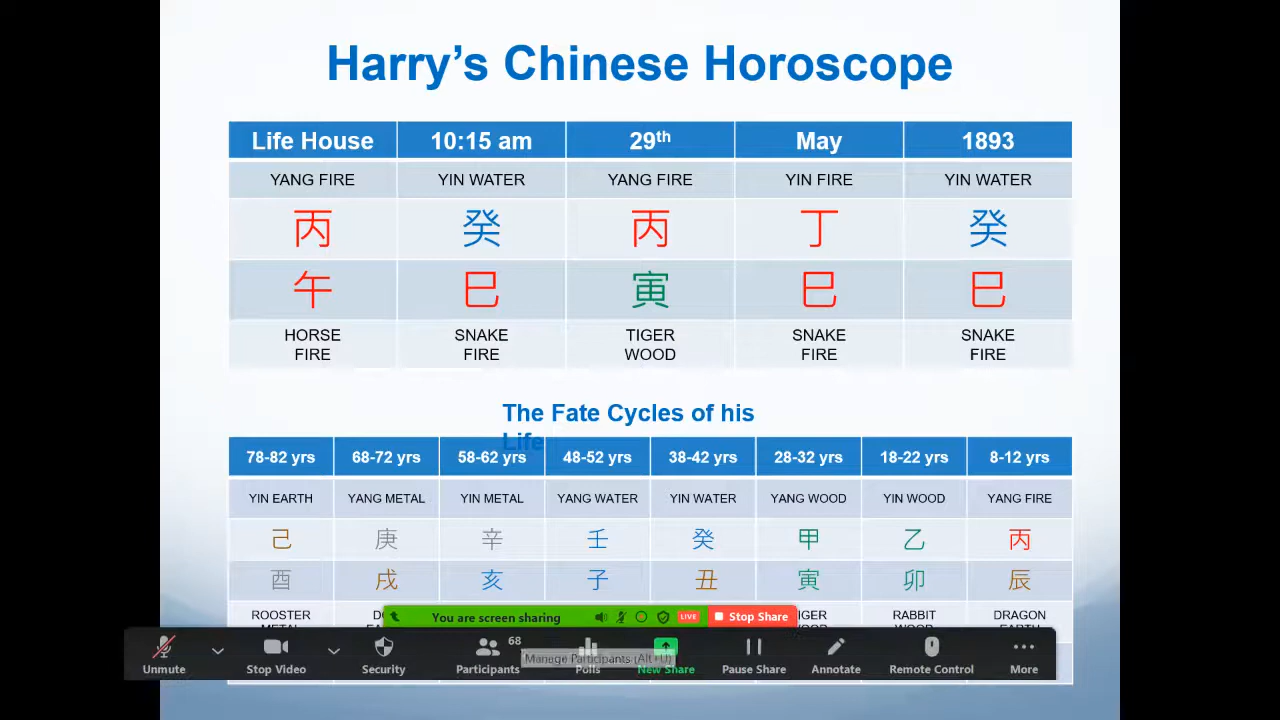 Harry's Chinese Horoscope
Life House 10:15 am 29th May 1893
YANG FIRE YIN WATER YANG FIRE YIN FIRE YIN WATER
丙 癸 丙 丁 癸
午 巳 寅 巳 巳
HORSE FIRE SNAKE FIRE TIGER WOOD SNAKE FIRE SNAKE FIRE
The Fate Cycles of his
Life
78-82 yrs 68-72 yrs 58-62 yrs 48-52 yrs 38-42 yrs 28-32 yrs 18-22 yrs 8-12 yrs
YIN EARTH YANG METAL YIN METAL YANG WATER YIN WATER YANG WOOD YIN WOOD YANG FIRE
己 庚 辛 壬 癸 甲 乙 丙
酉 戌 亥 子 丑 寅 卯 辰
ROOSTER RABBIT DRAGON
You are screen sharing LIVE Stop Share
68
Manage Participants (Alt+U)
Unmute Stop Video Security Participants Polls New Share Pause Share Annotate Remote Control More